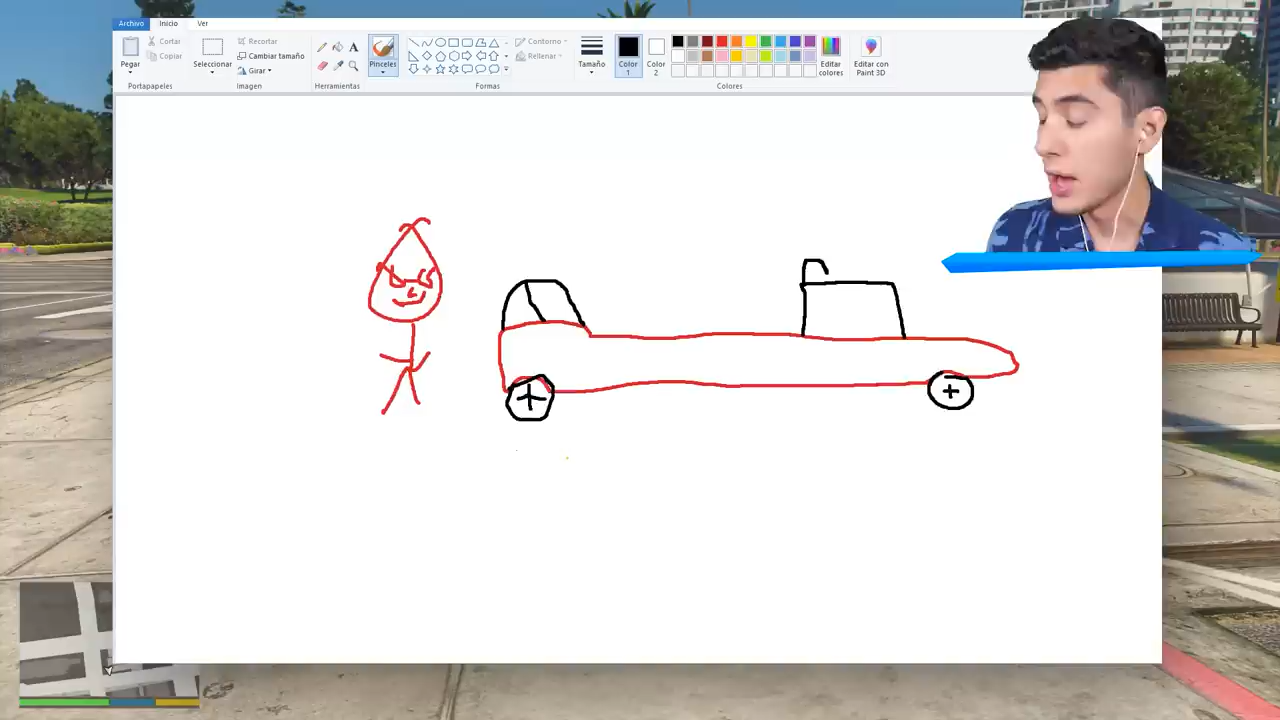 Archivo Inicio Ver
Pegar
Cortar
Copiar
Portapapeles
Seleccionar
Recortar
Cambiar tamaño
Girar
Imagen
A
Herramientas
Pinceles
Contorno
Rellenar
Formas
Tamaño
Color 1
Color 2
Editar colores
Editar con Paint 3D
Colores